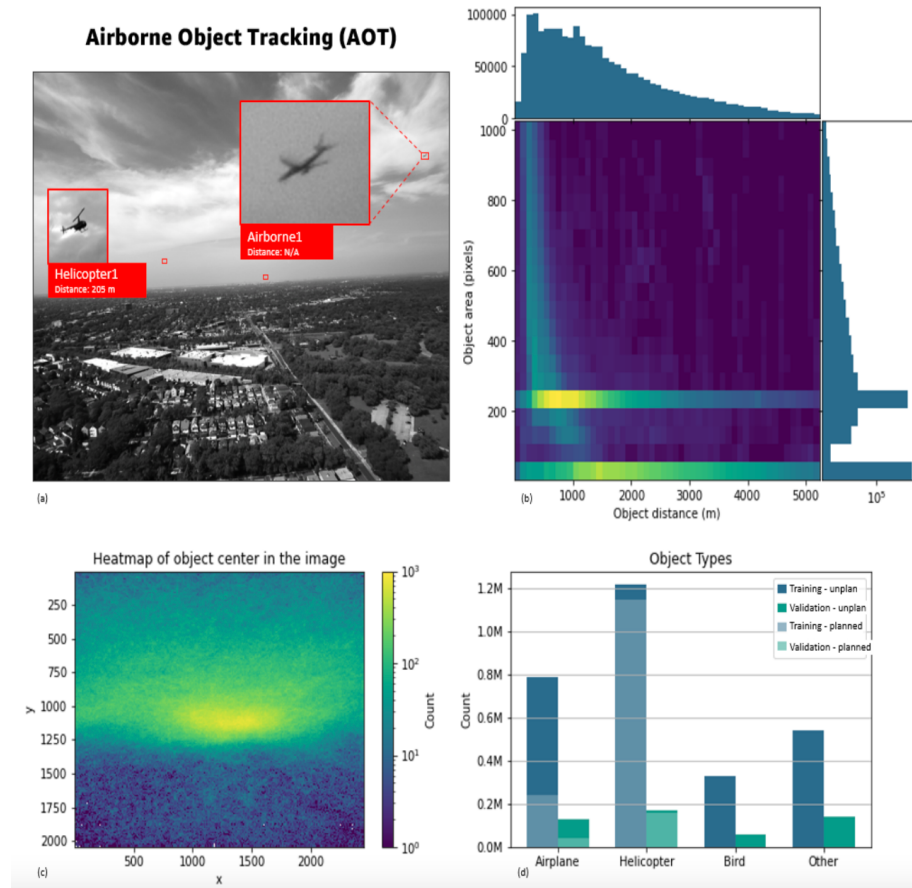 Airborne Object Tracking (AOT)
Airborne1
Distance: N/A
Helicopter1
Distance: 205 m
(a)
100000
50000
0
1000
800
600
400
200
Object area (pixels)
1000
2000
3000
4000
5000
10⁵
Object distance (m)
(b)
Heatmap of object center in the image
250
500
750
1000
1250
1500
1750
2000
y
500
1000
1500
2000
x
10³
10²
10¹
10⁰
Count
(c)
Object Types
1.2M
1.0M
0.8M
0.6M
0.4M
0.2M
0.0M
Count
Training - unplan
Validation - unplan
Training - planned
Validation - planned
Airplane
Helicopter
Bird
Other
(d)